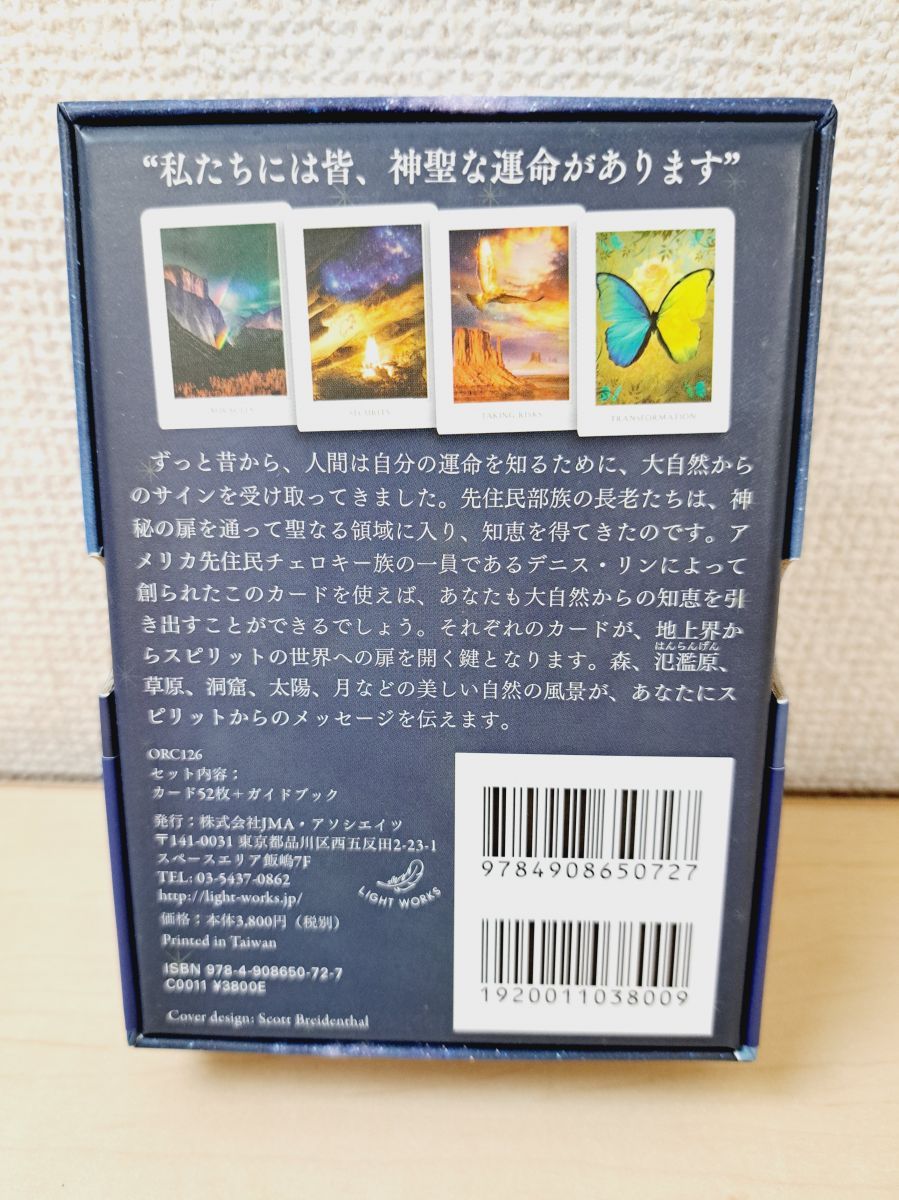 “私たちには皆、神聖な運命があります”
MIRACLES
TAKING RISKS
TRANSFORMATION
ずっと昔から、人間は自分の運命を知るために、大自然から
のサインを受け取ってきました。先住民部族の長老たちは、神
秘の扉を通って聖なる領域に入り、知恵を得てきたのです。ア
メリカ先住民チェロキー族の一員であるデニス・リンによって
創られたこのカードを使えば、あなたも大自然からの知恵を引
き出すことができるでしょう。それぞれのカードが、地上界か
はんらんげん
らスピリットの世界への扉を開く鍵となります。森、氾濫原、
草原、洞窟、太陽、月などの美しい自然の風景が、あなたにス
ピリットからのメッセージを伝えます。
ORC126
セット内容：
カード52枚＋ガイドブック
発行：株式会社JMA・アソシエイツ
〒141-0031 東京都品川区西五反田2-23-1
スペースエリア飯嶋7F
TEL: 03-5437-0862
http://light-works.jp/
価格：本体3,800円（税別）
Printed in Taiwan
ISBN 978-4-908650-72-7
C0011 ¥3800E
Cover design: Scott Breidenthal
LIGHT WORKS
9784908650727
1920011038009